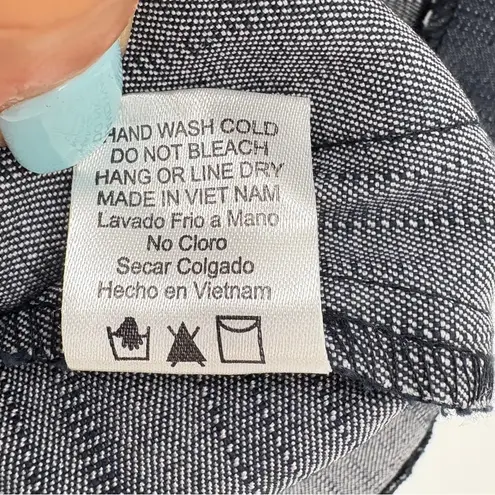 HAND WASH COLD
DO NOT BLEACH
HANG OR LINE DRY
MADE IN VIET NAM
Lavado Frio a Mano
No Cloro
Secar Colgado
Hecho en Vietnam